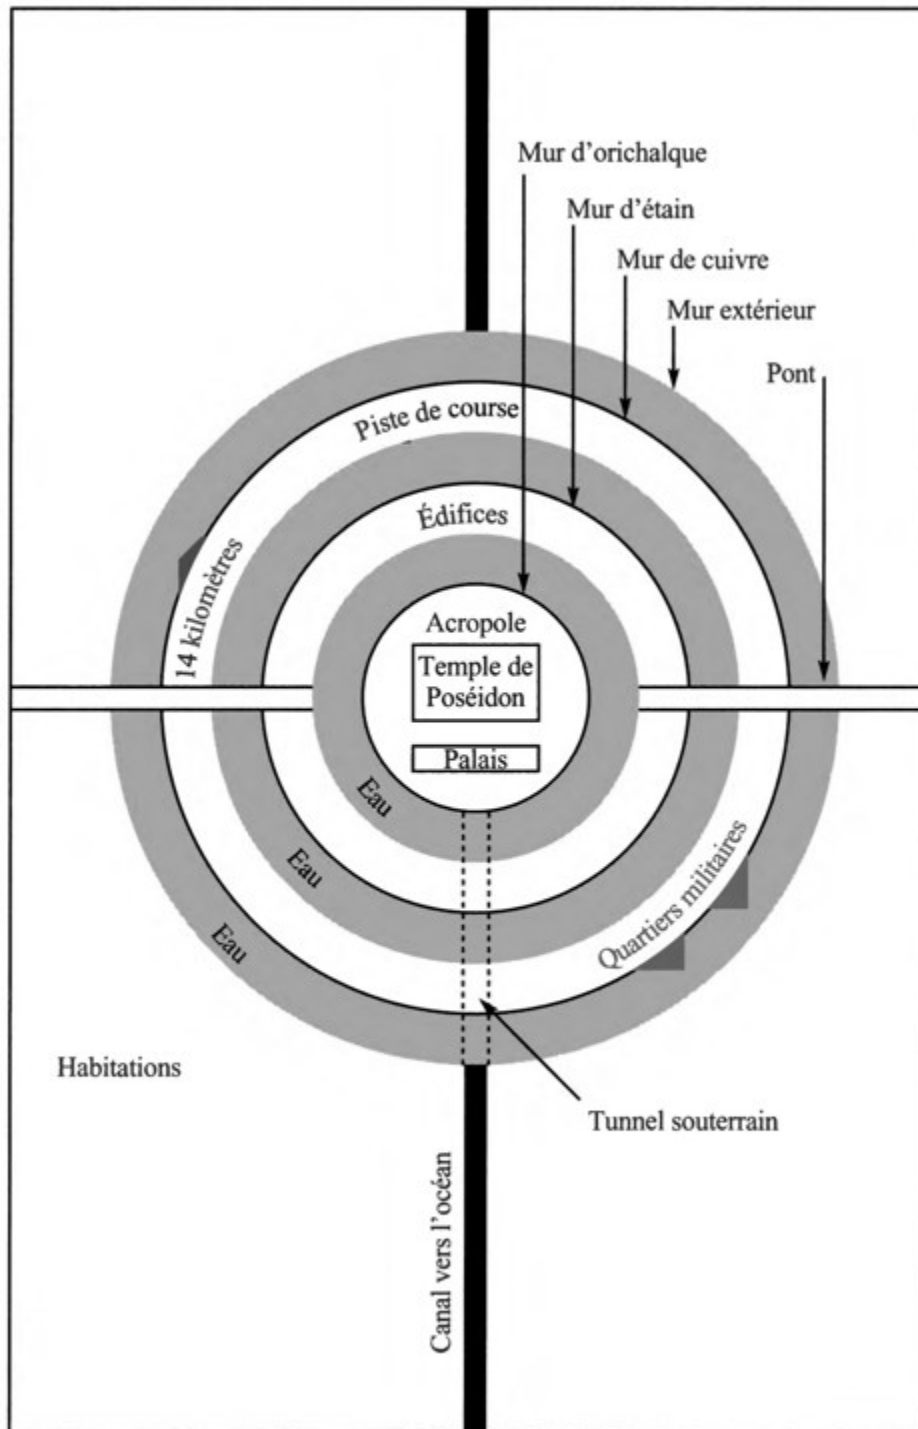 Mur d'orichalque
Mur d'étain
Mur de cuivre
Mur extérieur
Pont
Piste de course
Édifices
14 kilomètres
Acropole
Temple de
Poséidon
Palais
Eau
Eau
Eau
Quartiers militaires
Habitations
Tunnel souterrain
Canal vers l'océan